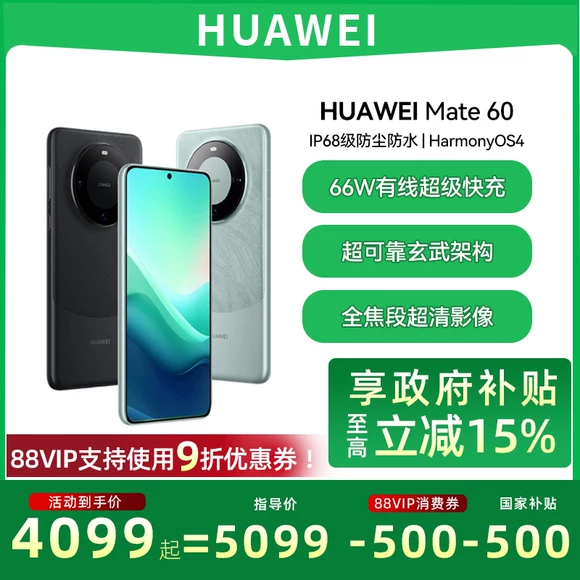 HUAWEI
HUAWEI Mate 60
IP68级防尘防水 | HarmonyOS4
66W有线超级快充
超可靠玄武架构
全焦段超清影像
HUAWEI
HUAWEI
享政府补贴
至高立减15%
88VIP支持使用9折优惠券！
活动到手价 指导价 88VIP消费券 国家补贴
4099起=5099 -500-500